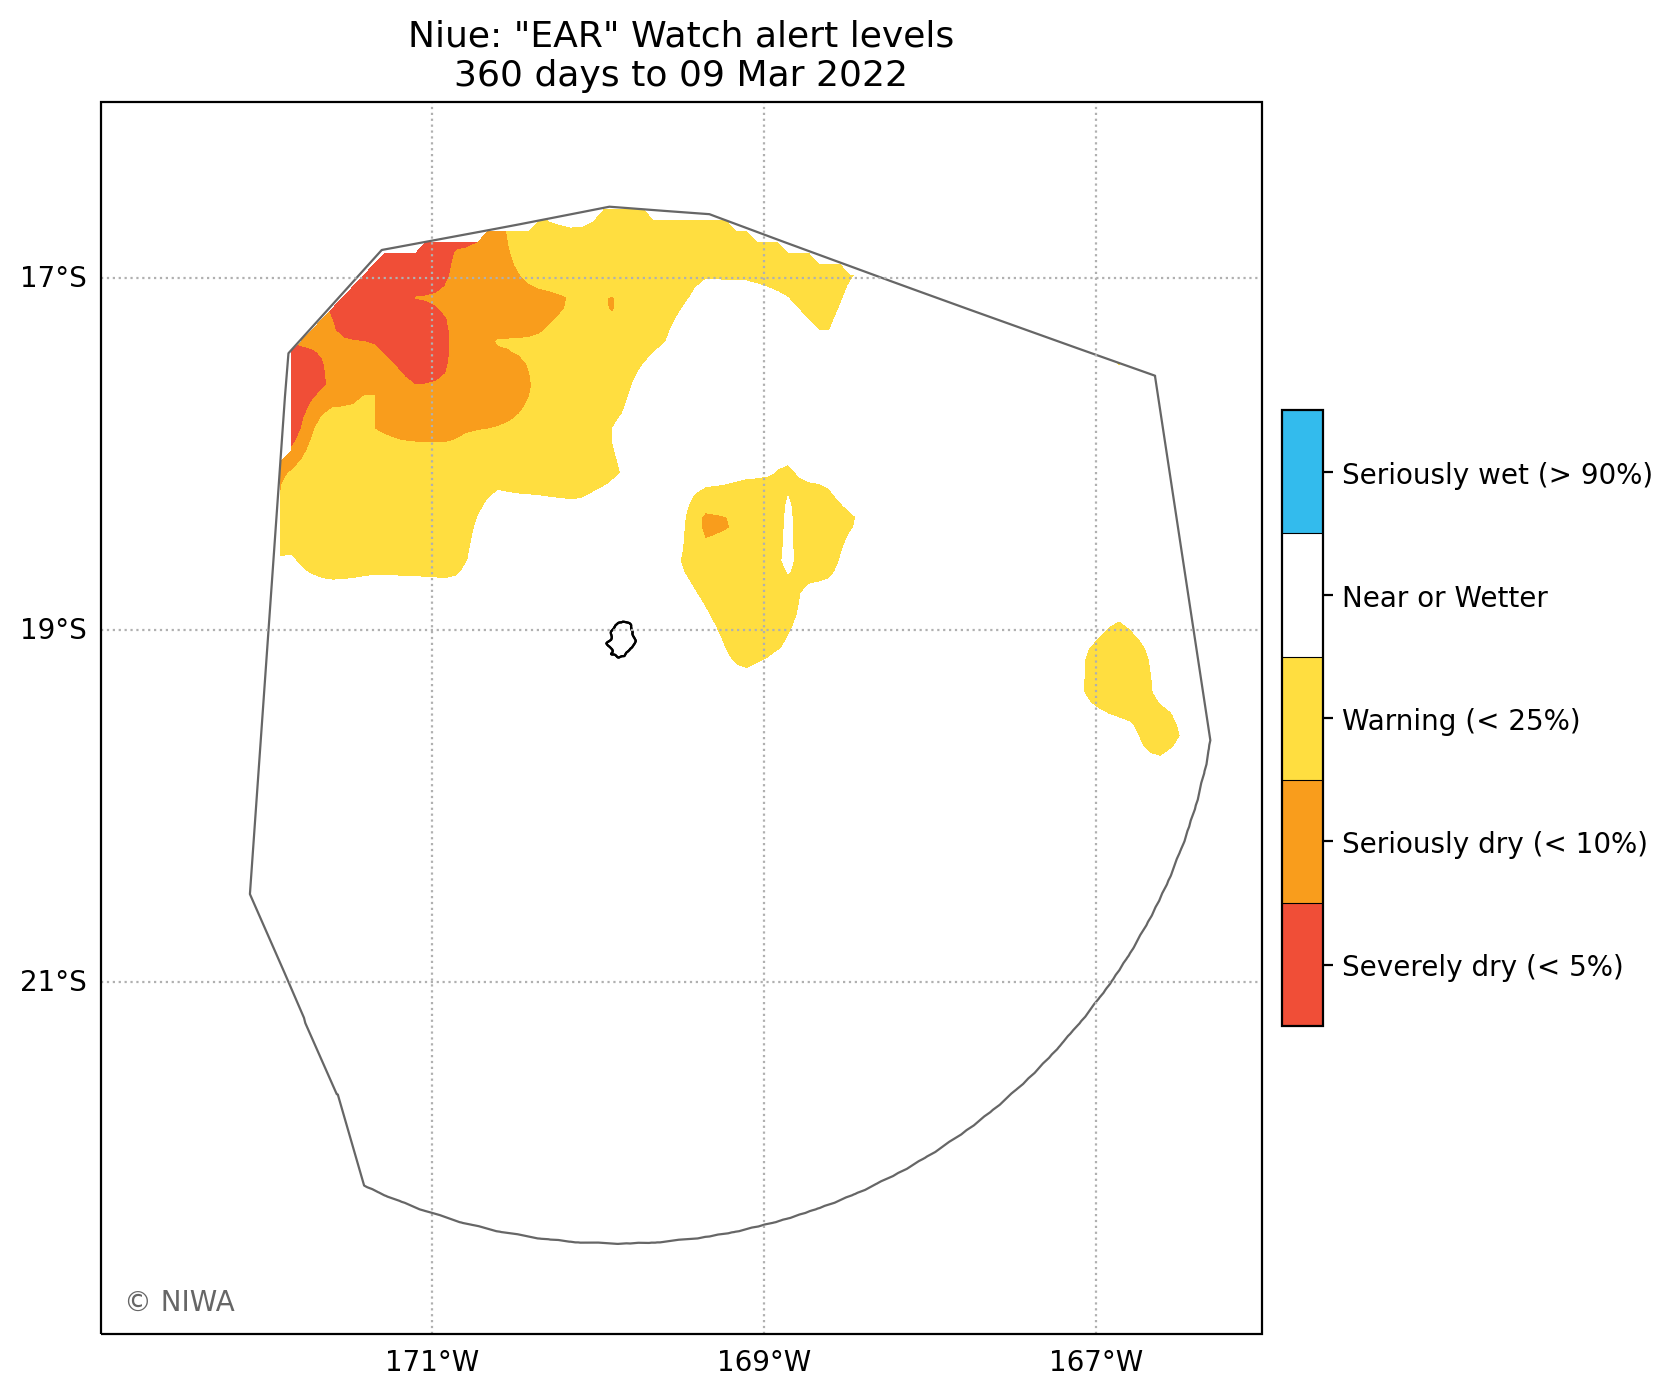 Niue: "EAR" Watch alert levels
360 days to 09 Mar 2022
17°S
19°S
21°S
171°W
169°W
167°W
Seriously wet (> 90%)
Near or Wetter
Warning (< 25%)
Seriously dry (< 10%)
Severely dry (< 5%)
© NIWA